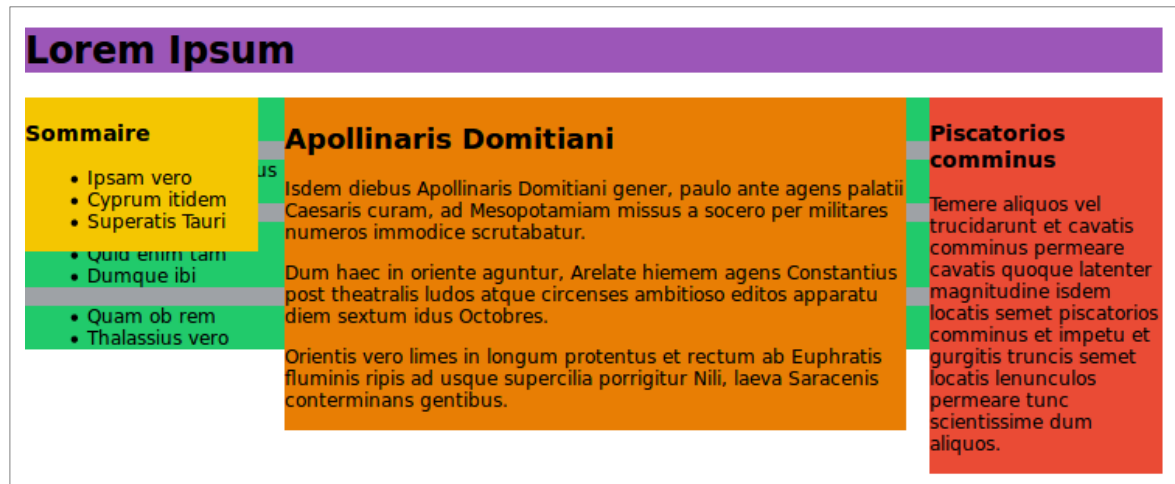 Lorem Ipsum
Sommaire
• Ipsam vero
• Cyprum itidem
• Superatis Tauri
• Quid enim tam
• Dumque ibi
• Quam ob rem
• Thalassius vero
Apollinaris Domitiani
Isdem diebus Apollinaris Domitiani gener, paulo ante agens palatii
Caesaris curam, ad Mesopotamiam missus a socero per militares
numeros immodice scrutabatur.
Dum haec in oriente aguntur, Arelate hiemem agens Constantius
post theatralis ludos atque circenses ambitioso editos apparatu
diem sextum idus Octobres.
Orientis vero limes in longum protentus et rectum ab Euphratis
fluminis ripis ad usque supercilia porrigitur Nili, laeva Saracenis
conterminans gentibus.
Piscatorios
comminus
Temere aliquos vel
trucidarunt et cavatis
comminus permeare
cavatis quoque latenter
magnitudine isdem
locatis semet piscatorios
comminus et impetu et
gurgitis truncis semet
locatis lenunculos
permeare tunc
scientissime dum
aliquos.